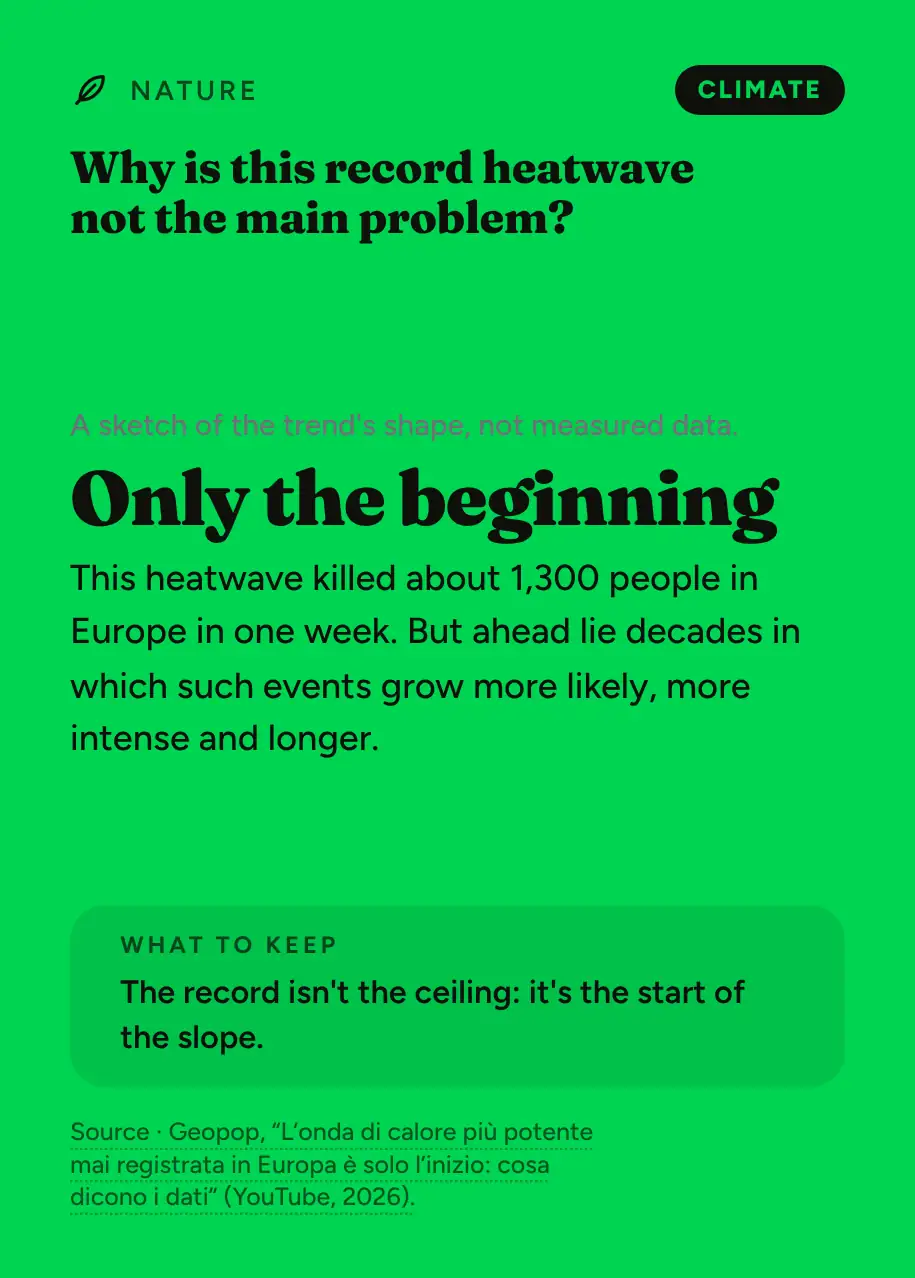 NATURE
CLIMATE
Why is this record heatwave
not the main problem?
A sketch of the trend's shape, not measured data.
Only the beginning
This heatwave killed about 1,300 people in
Europe in one week. But ahead lie decades in
which such events grow more likely, more
intense and longer.
WHAT TO KEEP
The record isn't the ceiling: it's the start of
the slope.
Source · Geopop, “L’onda di calore più potente
mai registrata in Europa è solo l’inizio: cosa
dicono i dati” (YouTube, 2026).